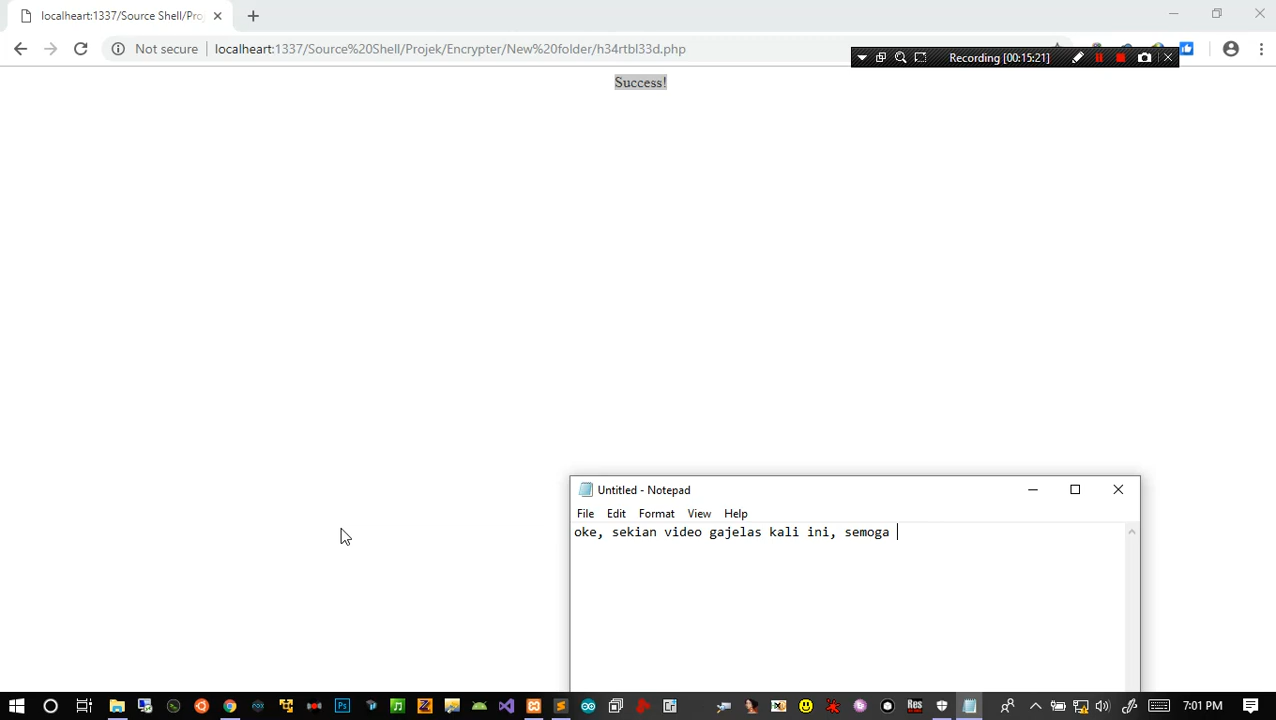 localheart:1337/Source Shell/Pro
Not secure
localheart:1337/Source%20Shell/Projek/Encrypter/New%20folder/h34rtbl33d.php
Recording [00:15:21]
Success!
Untitled - Notepad
File Edit Format View Help
oke, sekian video gajelas kali ini, semoga
Ps
Res
7:01 PM